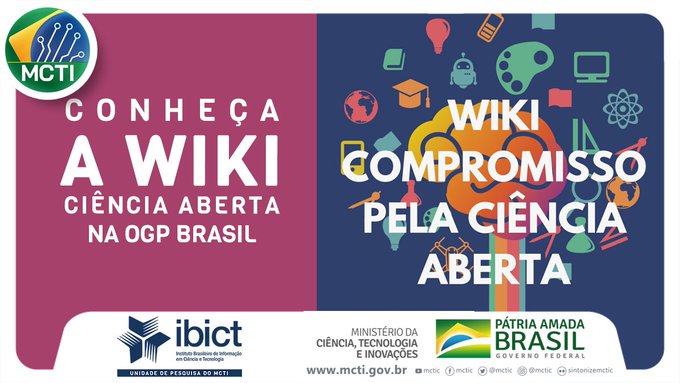 MCTI
CONHEÇA
A WIKI
CIÊNCIA ABERTA
NA OGP BRASIL
WIKI
COMPROMISSO
PELA CIÊNCIA
ABERTA
ibict
Instituto Brasileiro de Informação
em Ciência e Tecnologia
UNIDADE DE PESQUISA DO MCTI
MINISTÉRIO DA
CIÊNCIA, TECNOLOGIA
E INOVAÇÕES
PÁTRIA AMADA
BRASIL
GOVERNO FEDERAL
www.mcti.gov.br mctic mctic @mctic @mctic sintonizemctic